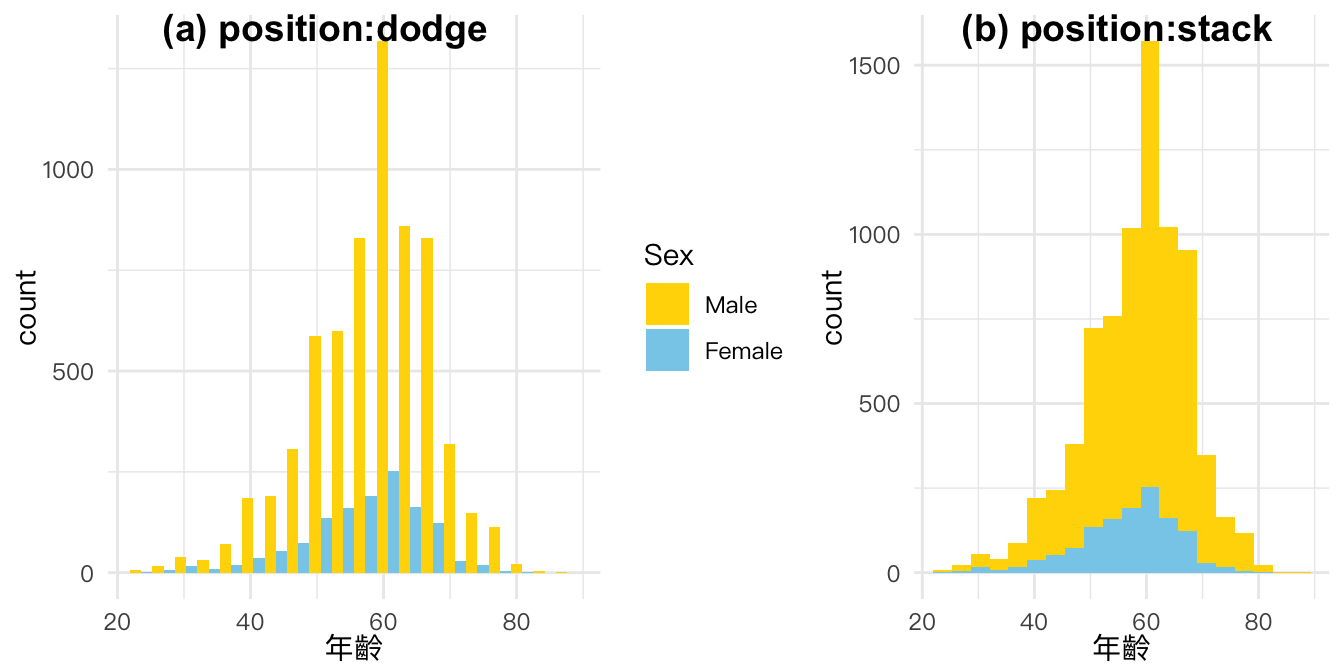 (a) position:dodge
count
1000
500
0
20 40 60 80
年齡
Sex
Male
Female
(b) position:stack
count
1500
1000
500
0
20 40 60 80
年齡